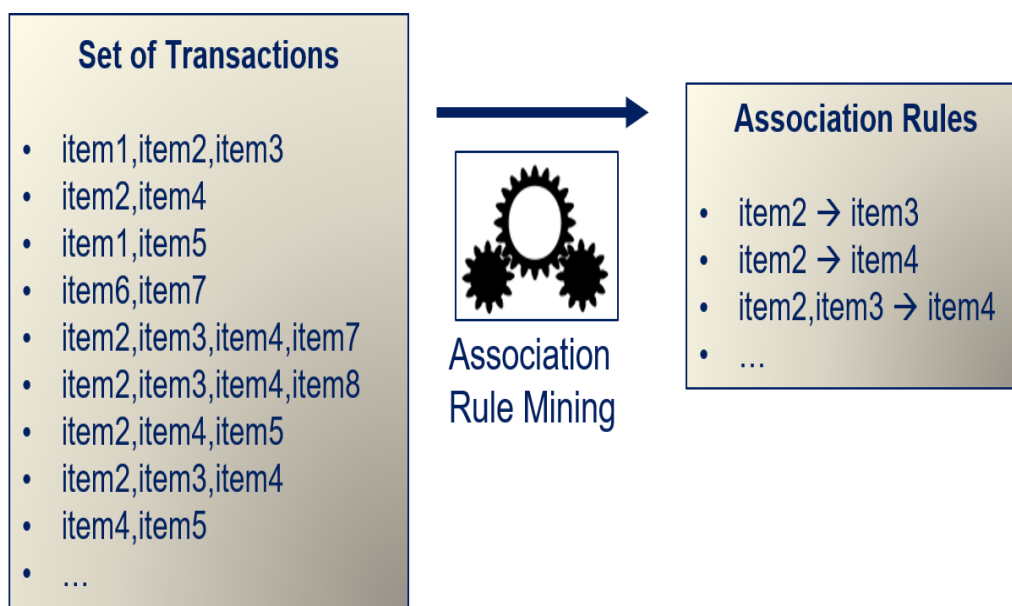 Set of Transactions
• item1,item2,item3
• item2,item4
• item1,item5
• item6,item7
• item2,item3,item4,item7
• item2,item3,item4,item8
• item2,item4,item5
• item2,item3,item4
• item4,item5
• ...
Association
Rule Mining
Association Rules
• item2 → item3
• item2 → item4
• item2,item3 → item4
• ...